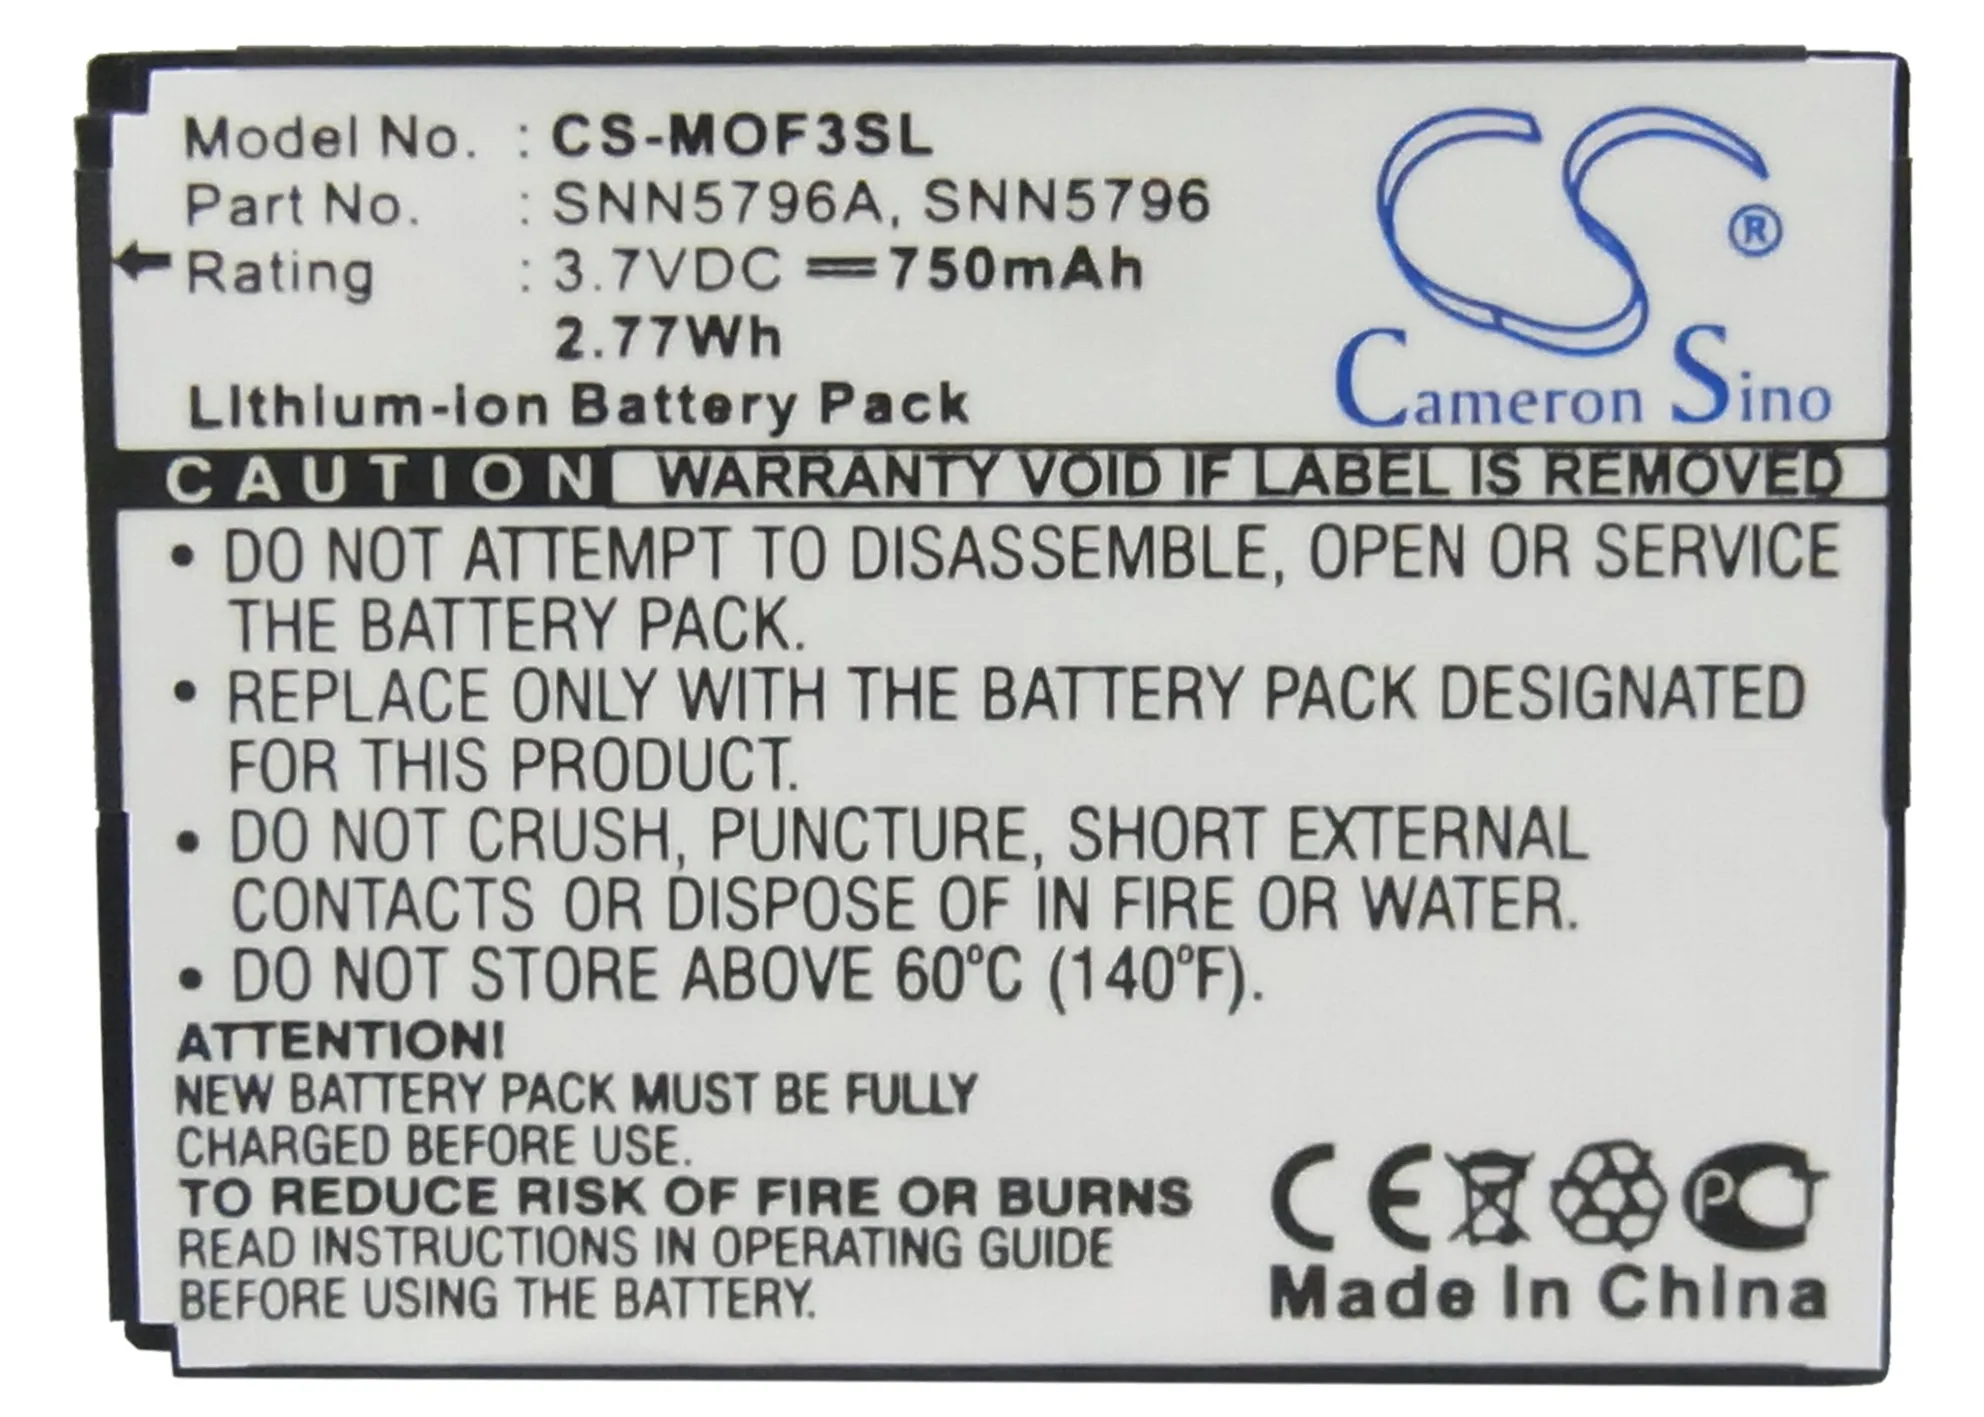 Model No. : CS-MOF3SL
Part No. : SNN5796A, SNN5796
Rating : 3.7VDC ⎓ 750mAh
2.77Wh
Lithium-ion Battery Pack
CS
®
Cameron Sino
CAUTION WARRANTY VOID IF LABEL IS REMOVED
• DO NOT ATTEMPT TO DISASSEMBLE, OPEN OR SERVICE
THE BATTERY PACK.
• REPLACE ONLY WITH THE BATTERY PACK DESIGNATED
FOR THIS PRODUCT.
• DO NOT CRUSH, PUNCTURE, SHORT EXTERNAL
CONTACTS OR DISPOSE OF IN FIRE OR WATER.
• DO NOT STORE ABOVE 60°C (140°F).
ATTENTION!
NEW BATTERY PACK MUST BE FULLY
CHARGED BEFORE USE.
TO REDUCE RISK OF FIRE OR BURNS
READ INSTRUCTIONS IN OPERATING GUIDE
BEFORE USING THE BATTERY.
CE PC
Made In China